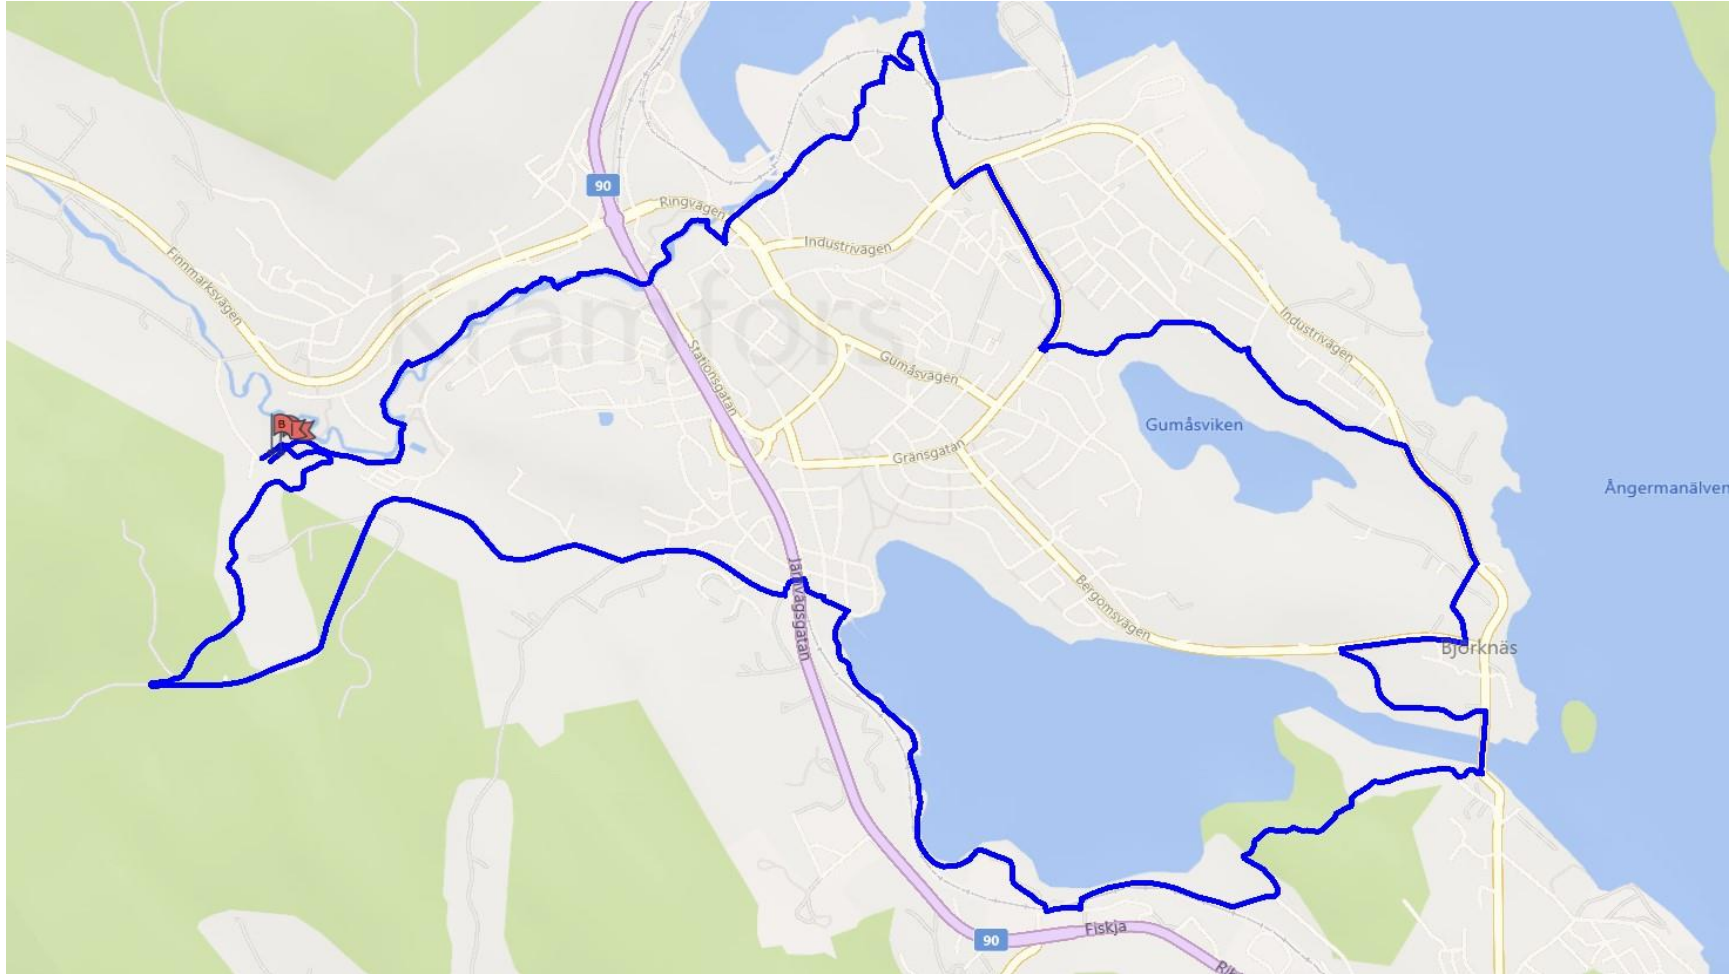 90
Ringvägen
Industrivägen
Finnmarksvägen
Kramfors
Industrivägen
Stationsgatan
Gumåsvägen
B
Gumåsviken
Gränsgatan
Ångermanälven
Järnvägsgatan
Bergomsvägen
Björknäs
Fiskja
90